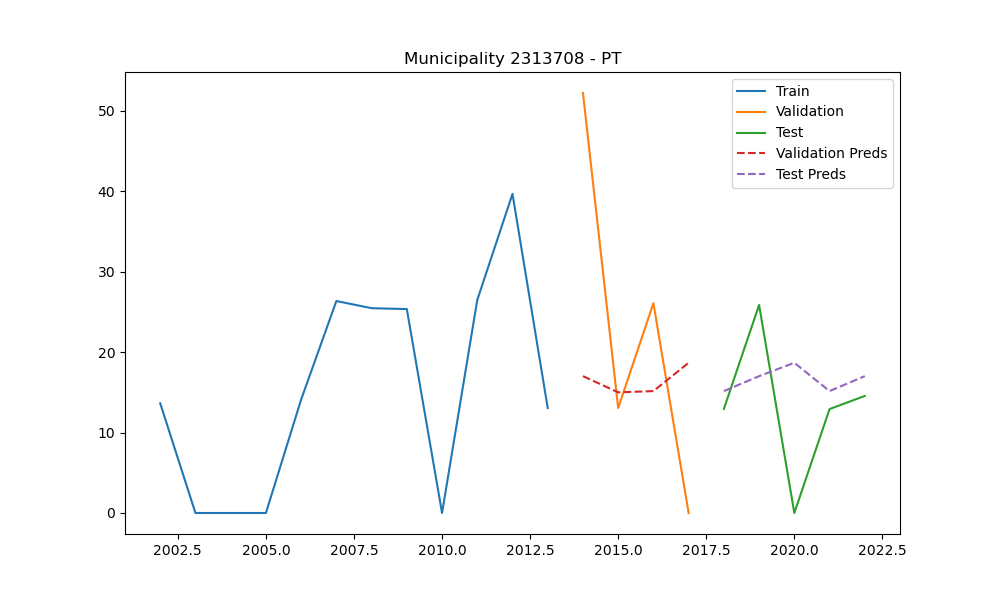 Municipality 2313708 - PT
Train
Validation
Test
Validation Preds
Test Preds
50
40
30
20
10
0
2002.5 2005.0 2007.5 2010.0 2012.5 2015.0 2017.5 2020.0 2022.5